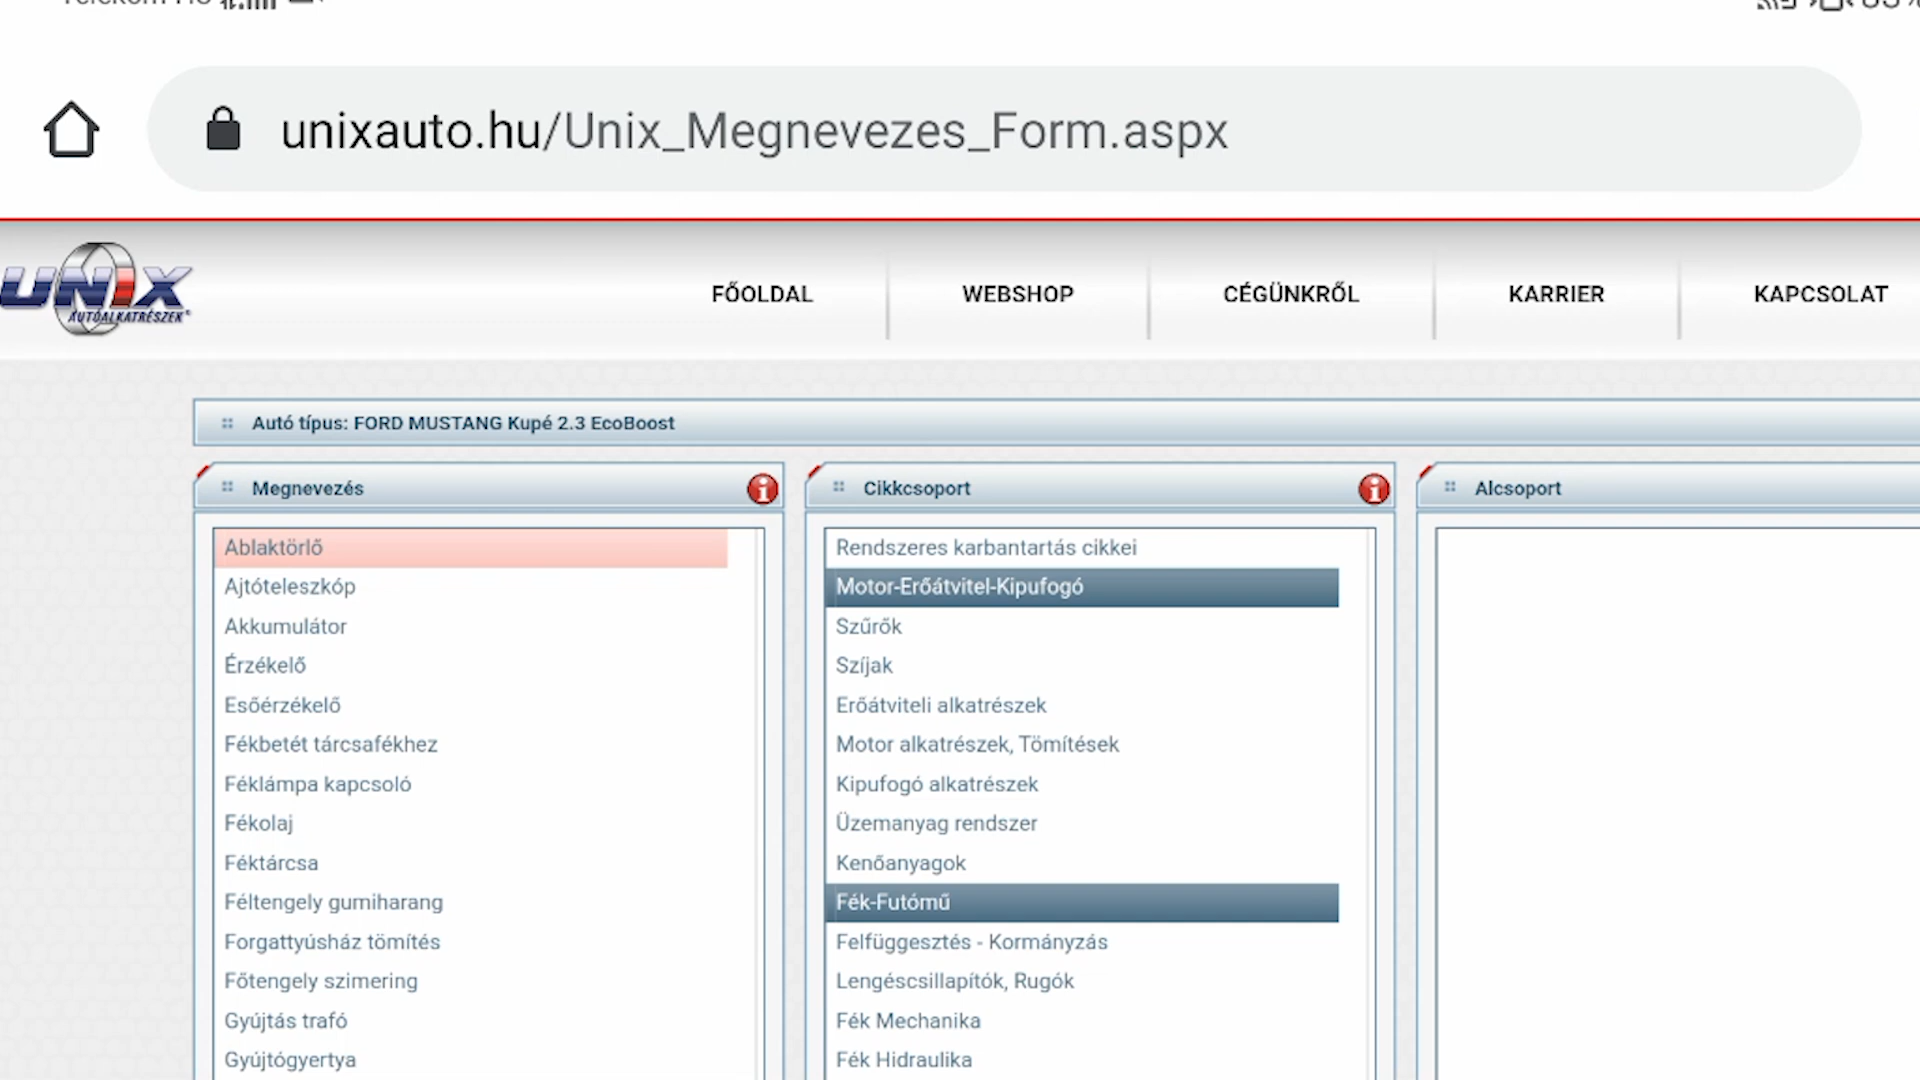 unixauto.hu/Unix_Megnevezes_Form.aspx
UNIX
AUTÓALKATRÉSZEK
FŐOLDAL
WEBSHOP
CÉGÜNKRŐL
KARRIER
KAPCSOLAT
Autó típus: FORD MUSTANG Kupé 2.3 EcoBoost
Megnevezés
Ablaktörlő
Ajtóteleszkóp
Akkumulátor
Érzékelő
Esőérzékelő
Fékbetét tárcsafékhez
Féklámpa kapcsoló
Fékolaj
Féktárcsa
Féltengely gumiharang
Forgattyúsház tömítés
Főtengely szimering
Gyújtás trafó
Gyújtógyertya
Cikkcsoport
Rendszeres karbantartás cikkei
Motor-Erőátvitel-Kipufogó
Szűrők
Szíjak
Erőátviteli alkatrészek
Motor alkatrészek, Tömítések
Kipufogó alkatrészek
Üzemanyag rendszer
Kenőanyagok
Fék-Futómű
Felfüggesztés - Kormányzás
Lengéscsillapítók, Rugók
Fék Mechanika
Fék Hidraulika
Alcsoport